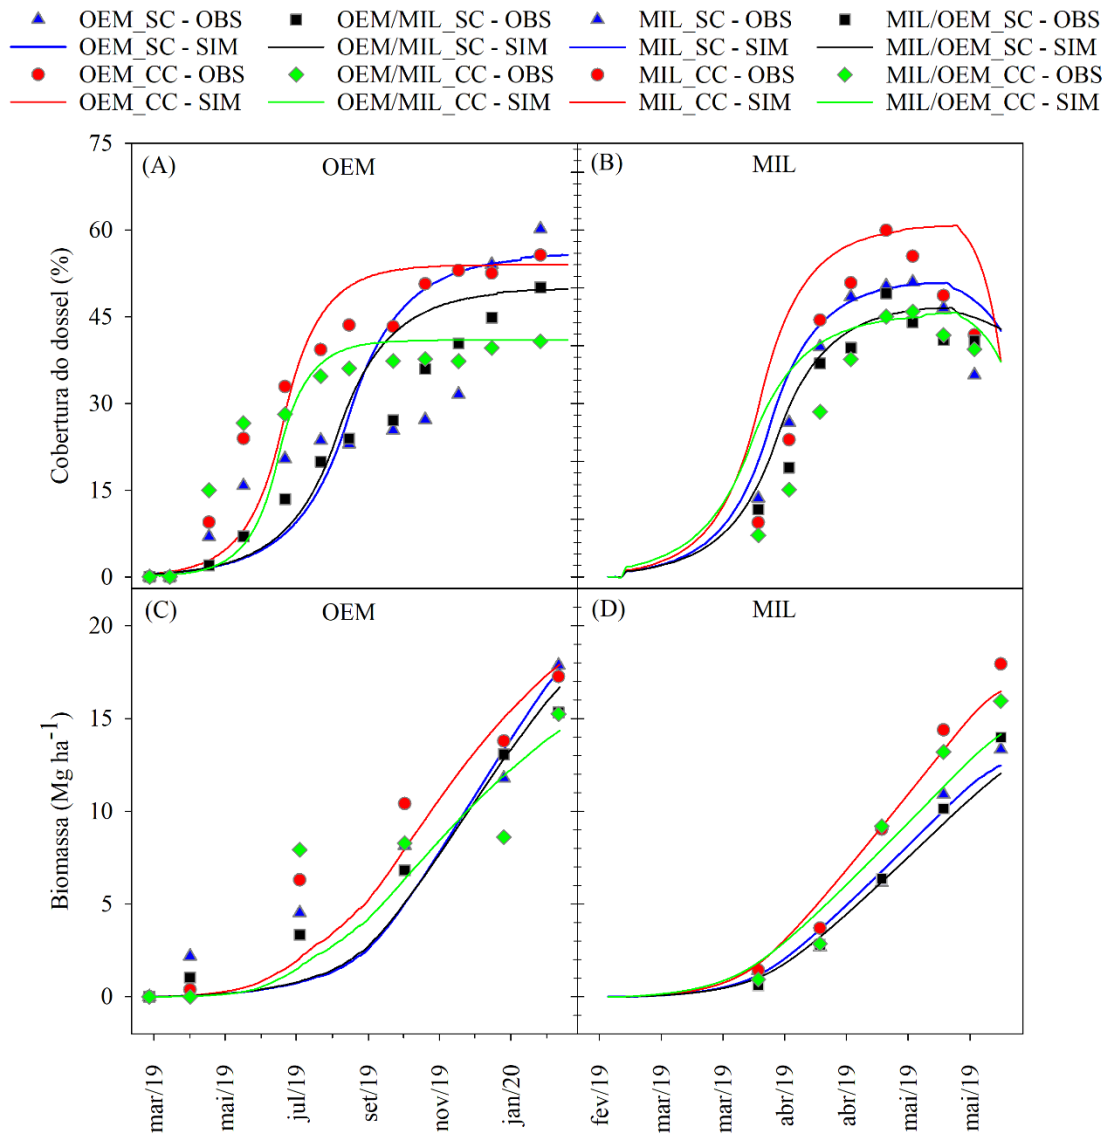 OEM_SC - OBS OEM/MIL_SC - OBS MIL_SC - OBS MIL/OEM_SC - OBS
OEM_SC - SIM OEM/MIL_SC - SIM MIL_SC - SIM MIL/OEM_SC - SIM
OEM_CC - OBS OEM/MIL_CC - OBS MIL_CC - OBS MIL/OEM_CC - OBS
OEM_CC - SIM OEM/MIL_CC - SIM MIL_CC - SIM MIL/OEM_CC - SIM
(A) OEM (B) MIL
Cobertura do dossel (%)
75
60
45
30
15
0
(C) OEM (D) MIL
Biomassa (Mg ha⁻¹)
20
15
10
5
0
mar/19 mai/19 jul/19 set/19 nov/19 jan/20 fev/19 mar/19 mar/19 abr/19 abr/19 mai/19 mai/19